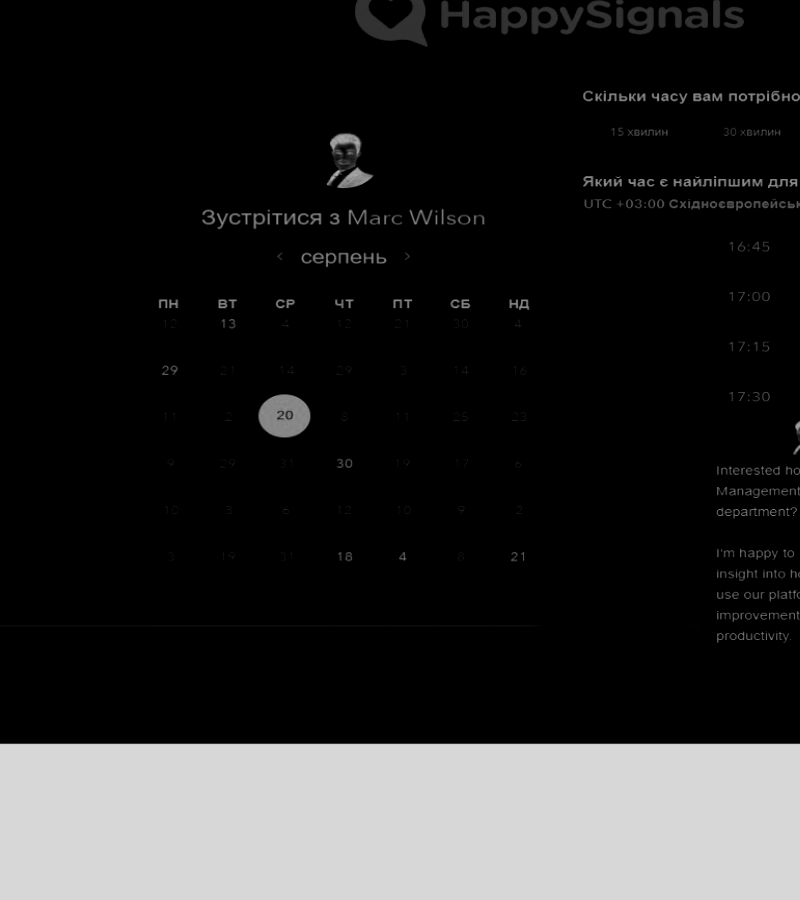 HappySignals
Зустрітися з Marc Wilson
серпень
ПН ВТ СР ЧТ ПТ СБ НД
12 13 4 12 21 30 4
29 21 14 29 3 14 16
11 2 20 8 11 25 23
9 29 31 30 19 17 6
10 3 6 12 10 9 2
3 19 31 18 4 8 21
Скільки часу вам потрібно
15 хвилин 30 хвилин
Який час є найліпшим для
UTC +03:00 Східноєвропейськ
16:45
17:00
17:15
17:30
Interested ho
Management
department?
I'm happy to
insight into h
use our platfo
improvement
productivity.